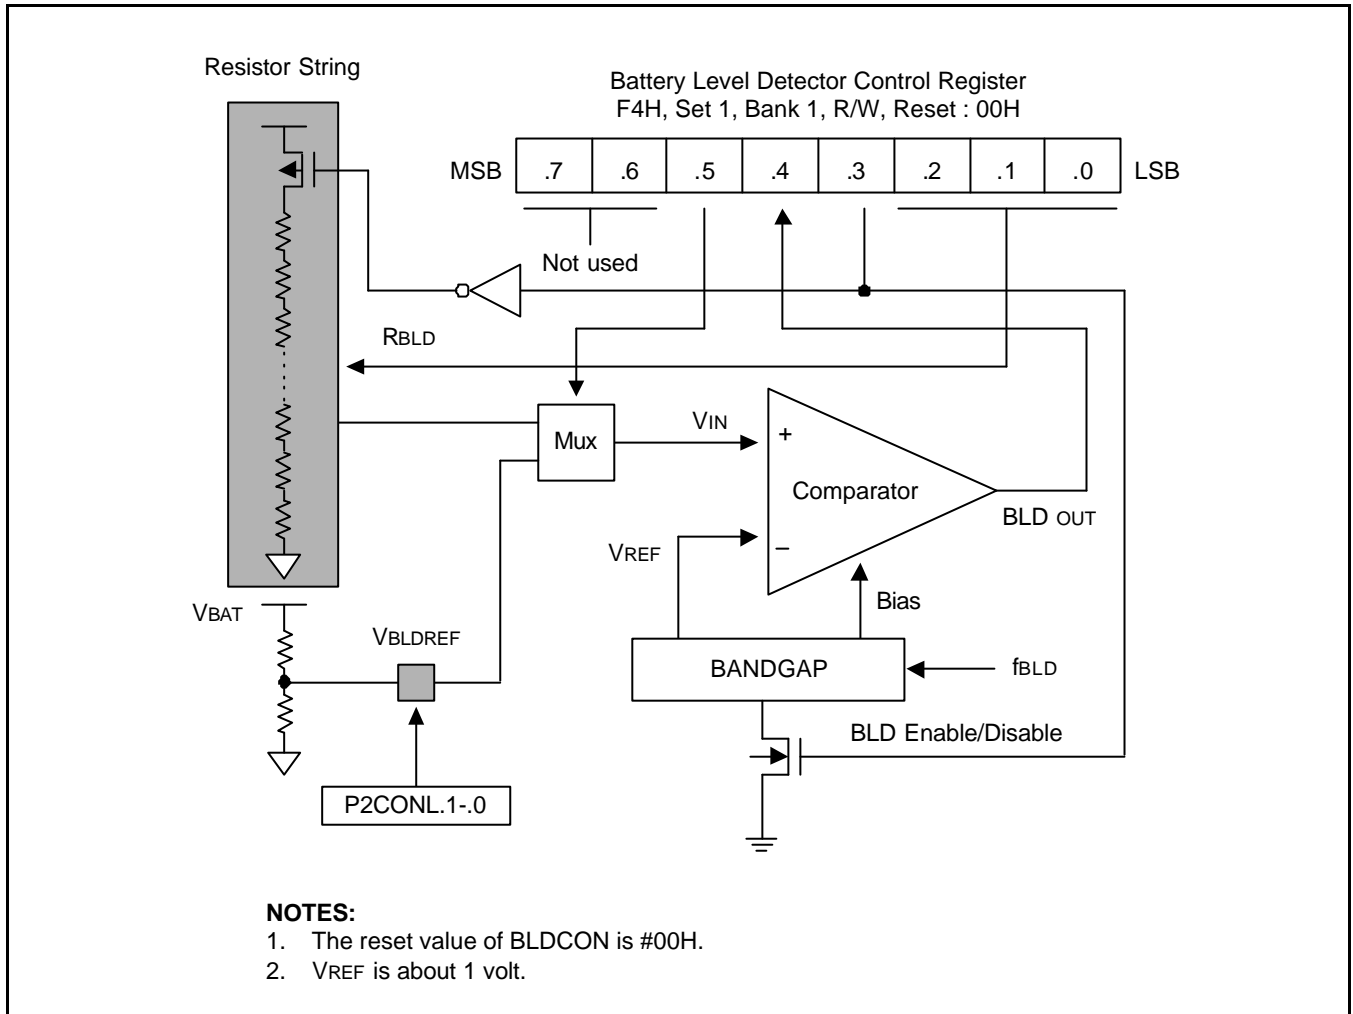 Resistor String
Battery Level Detector Control Register
F4H, Set 1, Bank 1, R/W, Reset : 00H
MSB .7 .6 .5 .4 .3 .2 .1 .0 LSB
Not used
RBLD
Mux
VIN
+
Comparator
BLD OUT
VREF
−
Bias
VBAT
VBLDREF
BANDGAP
fBLD
BLD Enable/Disable
P2CONL.1-.0
NOTES:
1. The reset value of BLDCON is #00H.
2. VREF is about 1 volt.